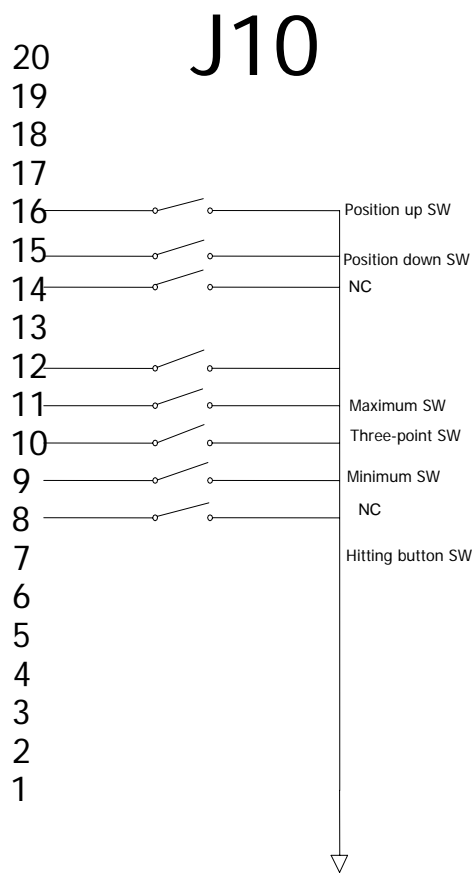 J10
20
19
18
17
16 Position up SW
15 Position down SW
14 NC
13
12
11 Maximum SW
10 Three-point SW
9 Minimum SW
8 NC
7 Hitting button SW
6
5
4
3
2
1